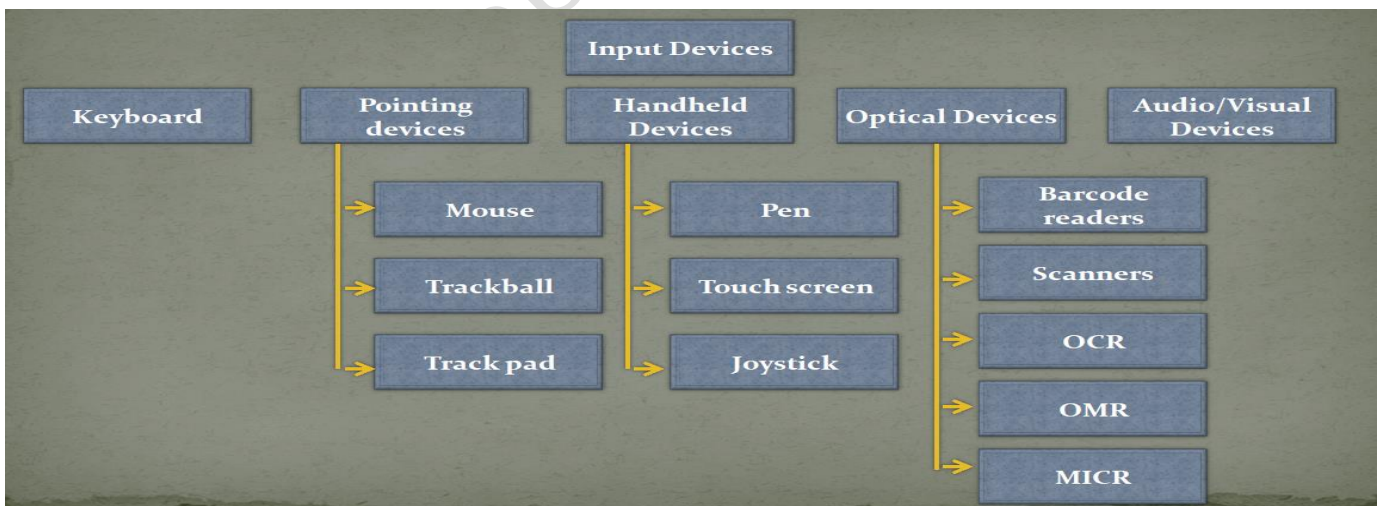 Input Devices
Keyboard
Pointing
devices
Handheld
Devices
Optical Devices
Audio/Visual
Devices
Mouse
Trackball
Track pad
Pen
Touch screen
Joystick
Barcode
readers
Scanners
OCR
OMR
MICR